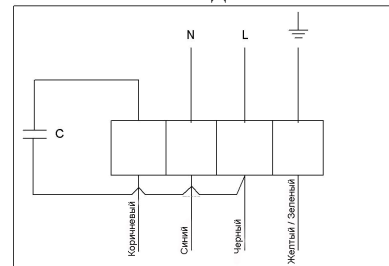 N
L
C
Коричневый
Синий
Черный
Желтый / Зеленый